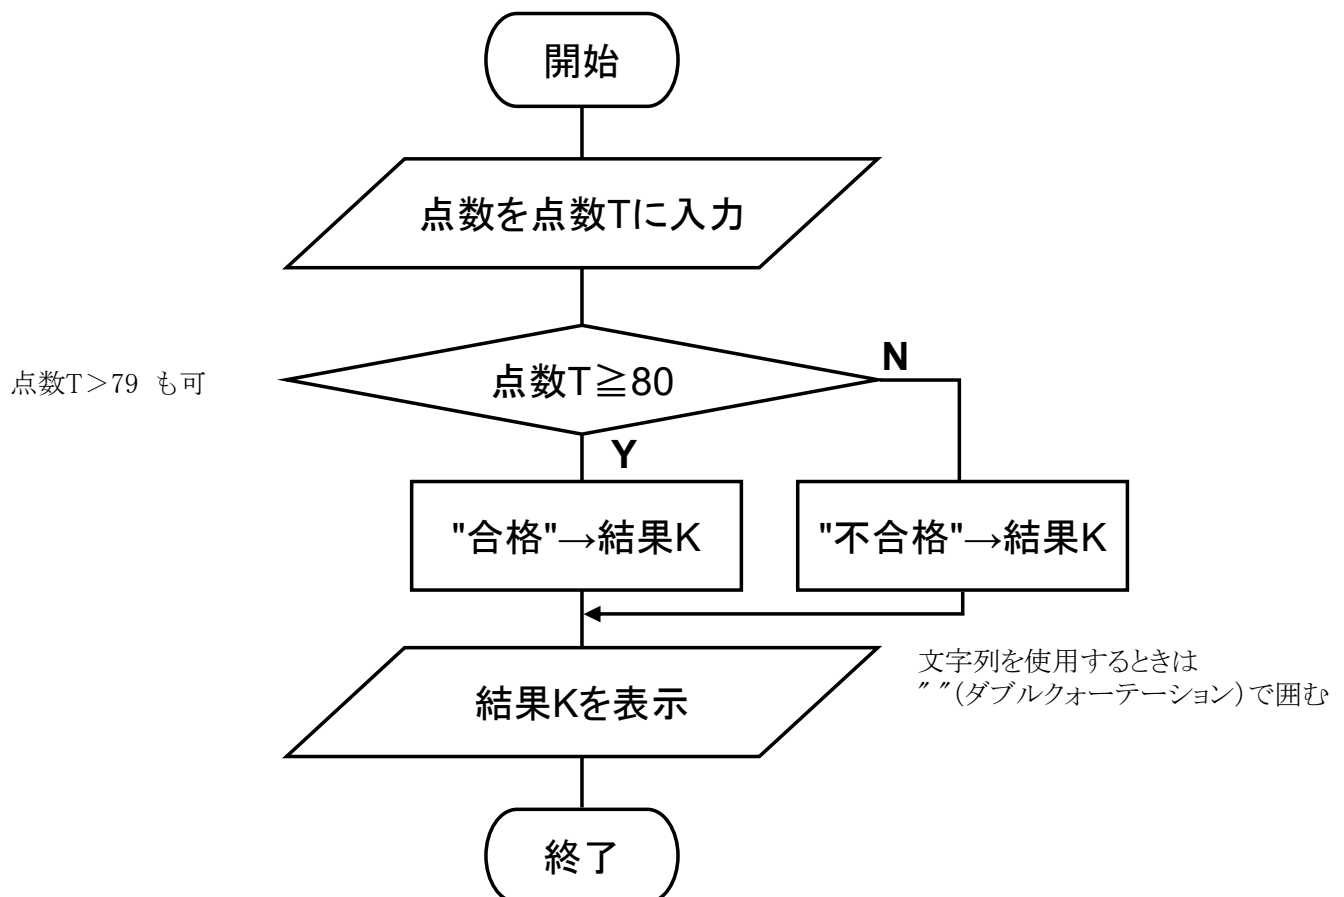 開始
点数を点数Tに入力
点数T≧80
N
点数T＞79 も可
Y
"合格"→結果K
"不合格"→結果K
文字列を使用するときは
″ ″(ダブルクォーテーション)で囲む
結果Kを表示
終了